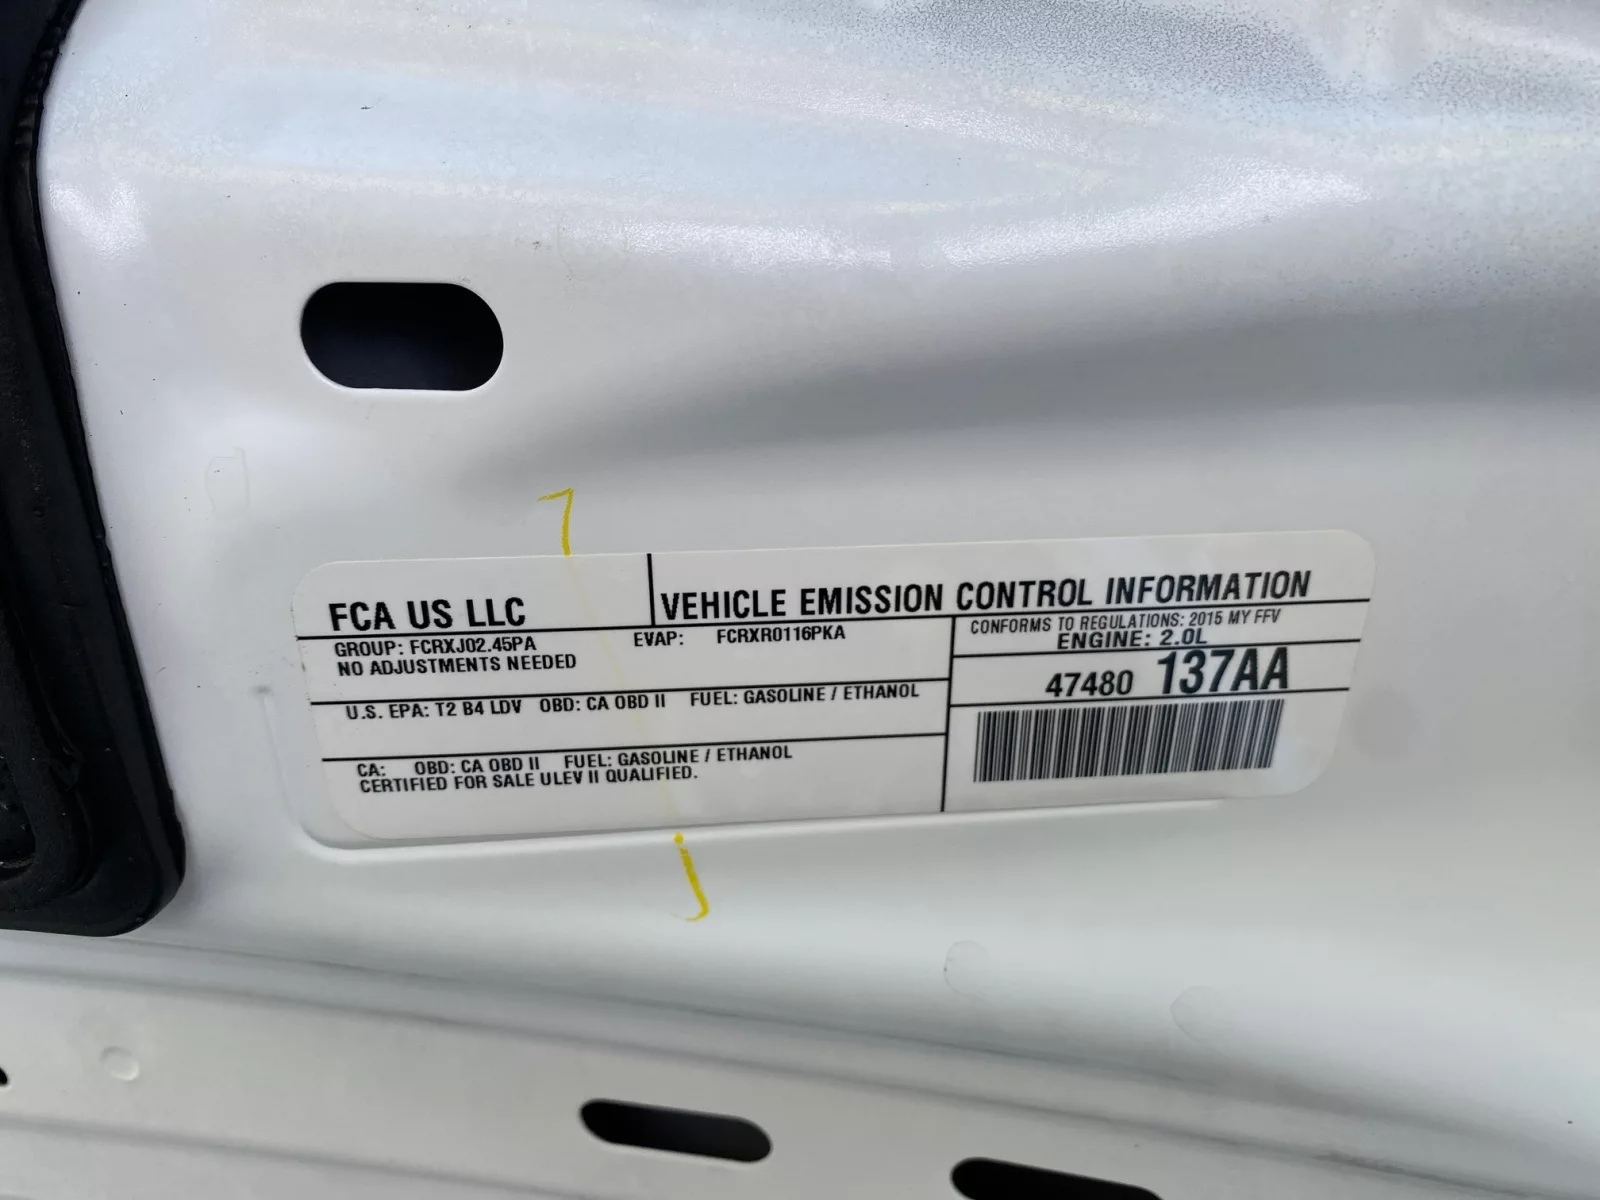 FCA US LLC
VEHICLE EMISSION CONTROL INFORMATION
GROUP: FCRXJ02.45PA
EVAP: FCRXR0116PKA
NO ADJUSTMENTS NEEDED
CONFORMS TO REGULATIONS: 2015 MY FFV
ENGINE: 2.0L
47480 137AA
U.S. EPA: T2 B4 LDV OBD: CA OBD II FUEL: GASOLINE / ETHANOL
CA: OBD: CA OBD II FUEL: GASOLINE / ETHANOL
CERTIFIED FOR SALE ULEV II QUALIFIED.